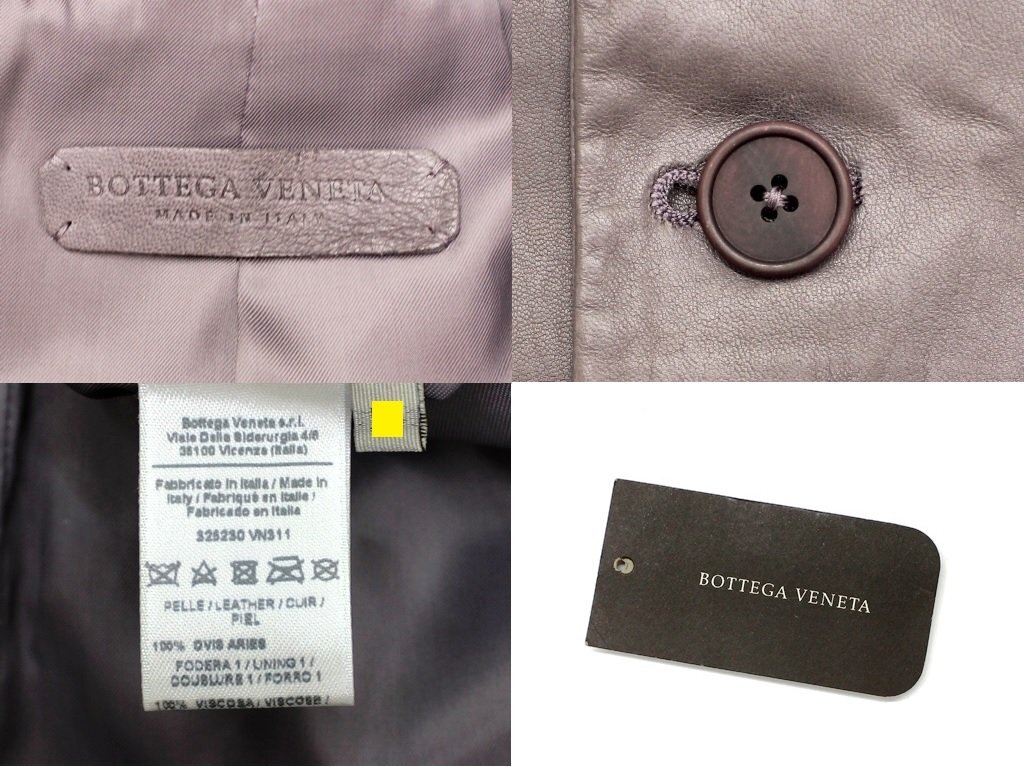 BOTTEGA VENETA
MADE IN ITALY
Bottega Veneta s.r.l.
Viale Della Siderurgia 4/6
36100 Vicenza (Italia)
Fabbricato in Italia / Made in
Italy / Fabriqué en Italie /
Fabricado en Italia
325230 VN311
PELLE / LEATHER / CUIR /
PIEL
100% OVIS ARIES
FODERA 1 / LINING 1 /
DOUBLURE 1 / FORRO 1
100% VISCOSA / VISCOSE /
BOTTEGA VENETA